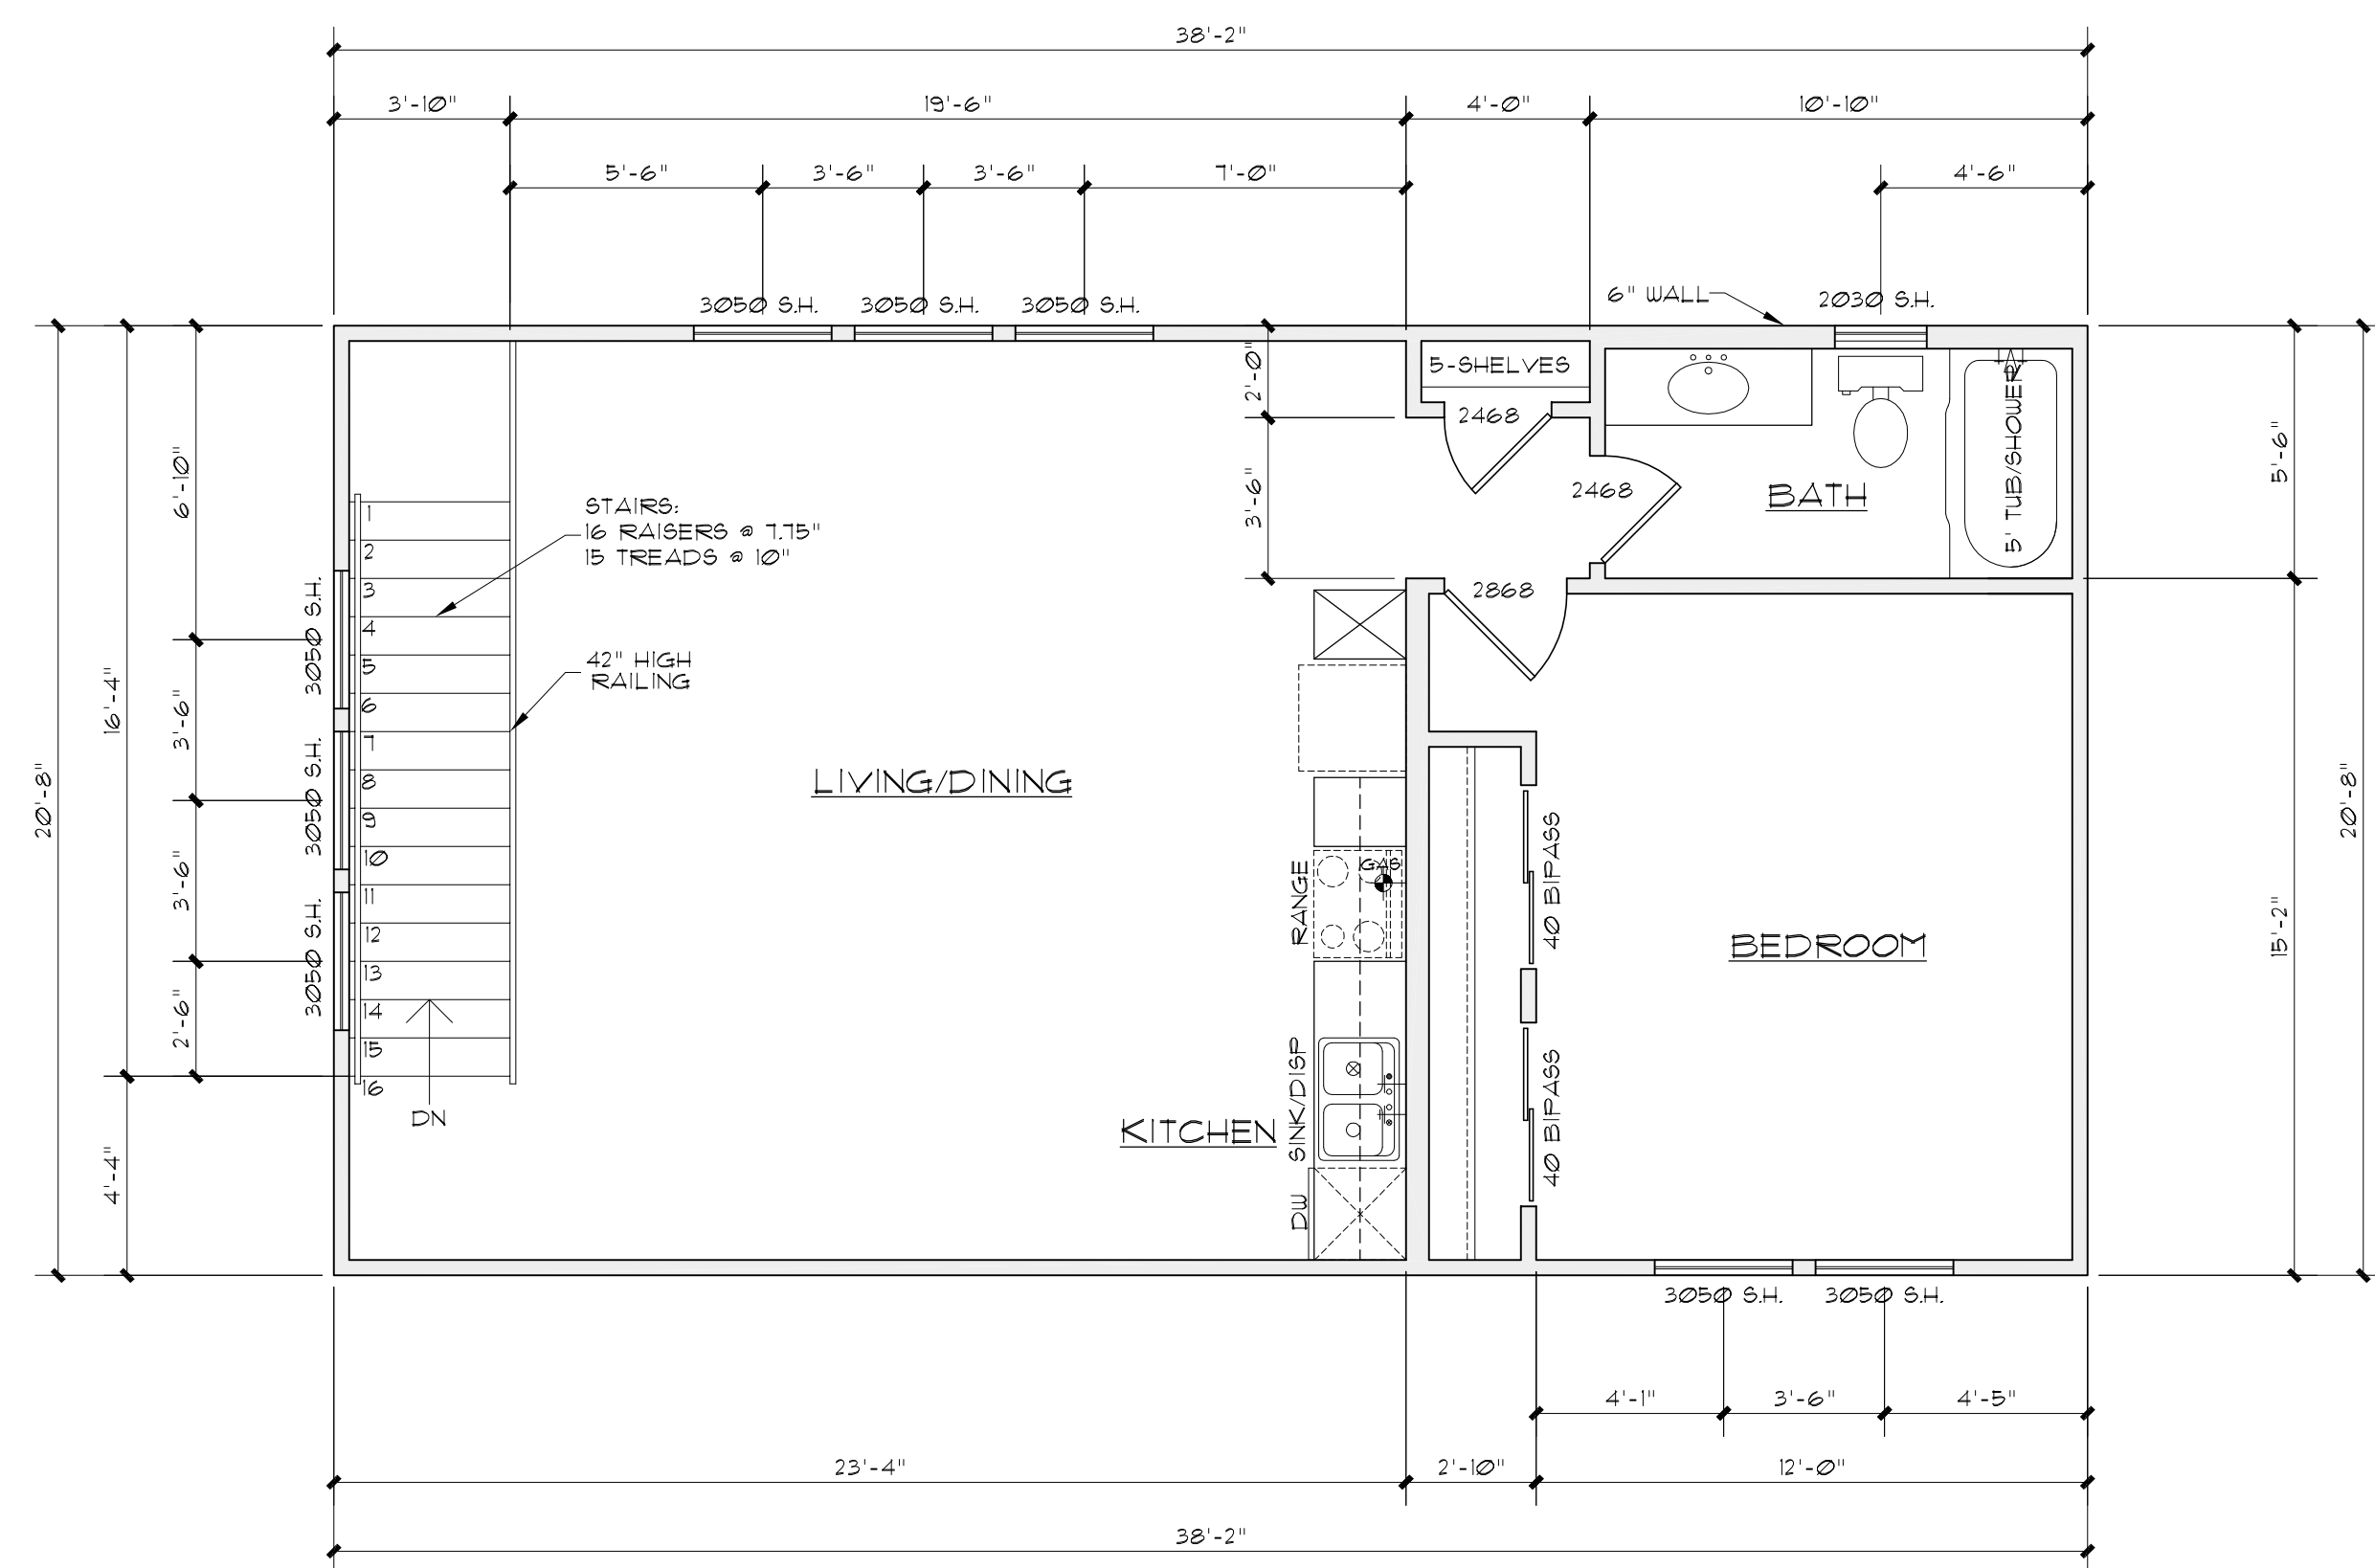 38'-2"
3'-10"
19'-6"
4'-0"
10'-10"
5'-6"
3'-6"
3'-6"
7'-0"
4'-6"
6" WALL
3050 S.H.
3050 S.H.
3050 S.H.
2030 S.H.
2'-0"
5-SHELVES
2468
5' TUB/SHOWER
5'-6"
6'-10"
3'-6"
2468
BATH
STAIRS:
16 RAISERS @ 7.75"
15 TREADS @ 10"
1
2
3
4
5
6
7
8
9
10
11
12
13
14
15
16
DN
3050 S.H.
3050 S.H.
3050 S.H.
2868
42" HIGH
RAILING
16'-4"
3'-6"
3'-6"
2'-6"
20'-8"
4'-4"
LIVING/DINING
GAS
RANGE
40 BIPASS
BEDROOM
15'-2"
20'-8"
KITCHEN
SINK/DISP
40 BIPASS
DW
3050 S.H.
3050 S.H.
4'-1"
3'-6"
4'-5"
23'-4"
2'-10"
12'-0"
38'-2"